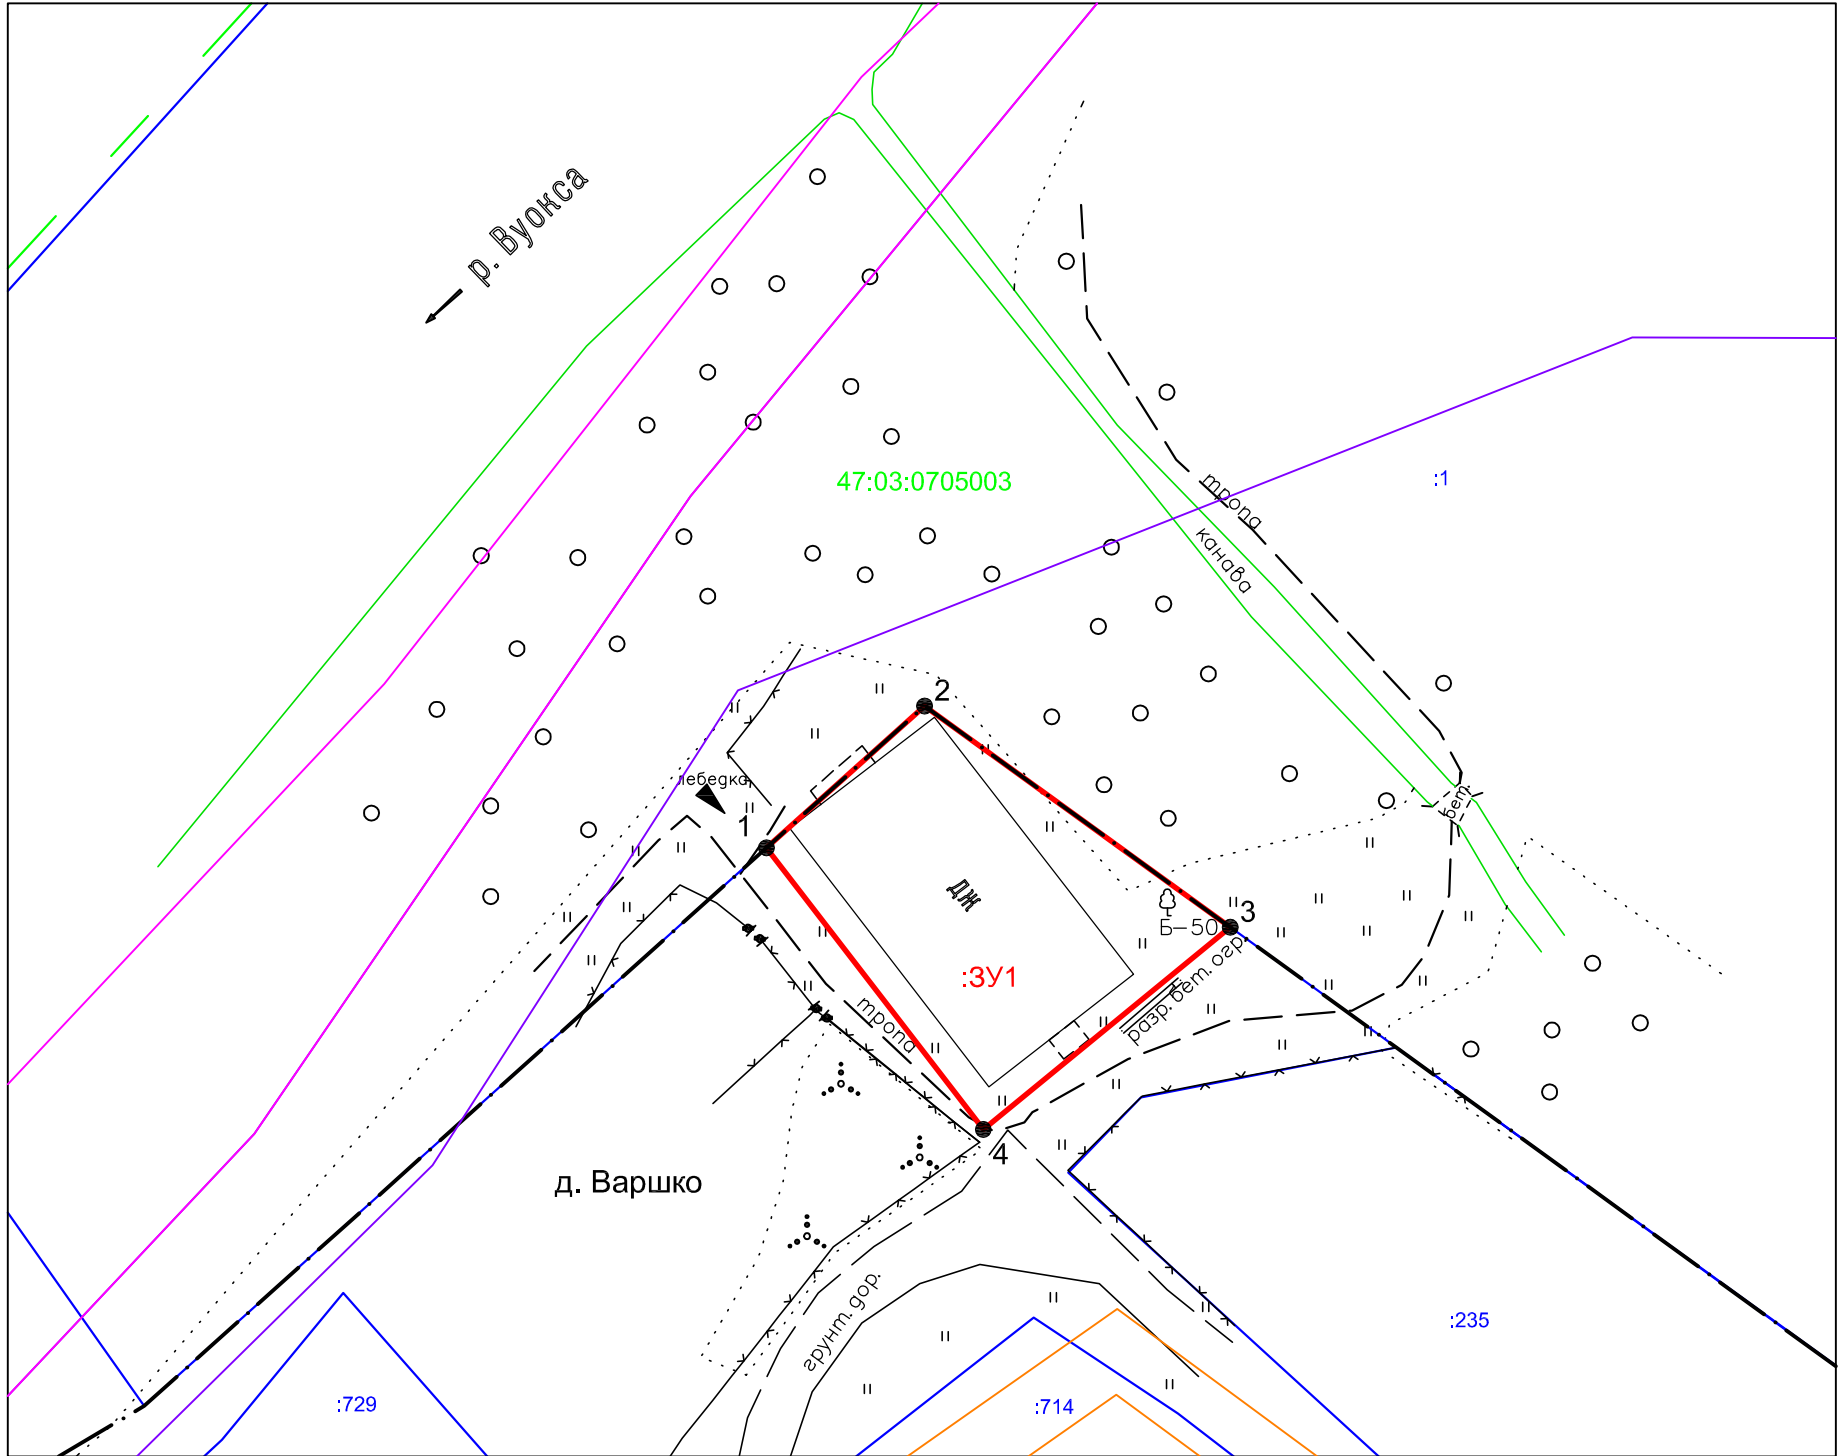 р. Вуокса
47:03:0705003
:1
тропа
канава
2
лебедка
1
бет.
ДЖ
3
Б-50
:ЗУ1
разр. бет. огр.
тропа
4
д. Варшко
грунт. дор.
:235
:729
:714